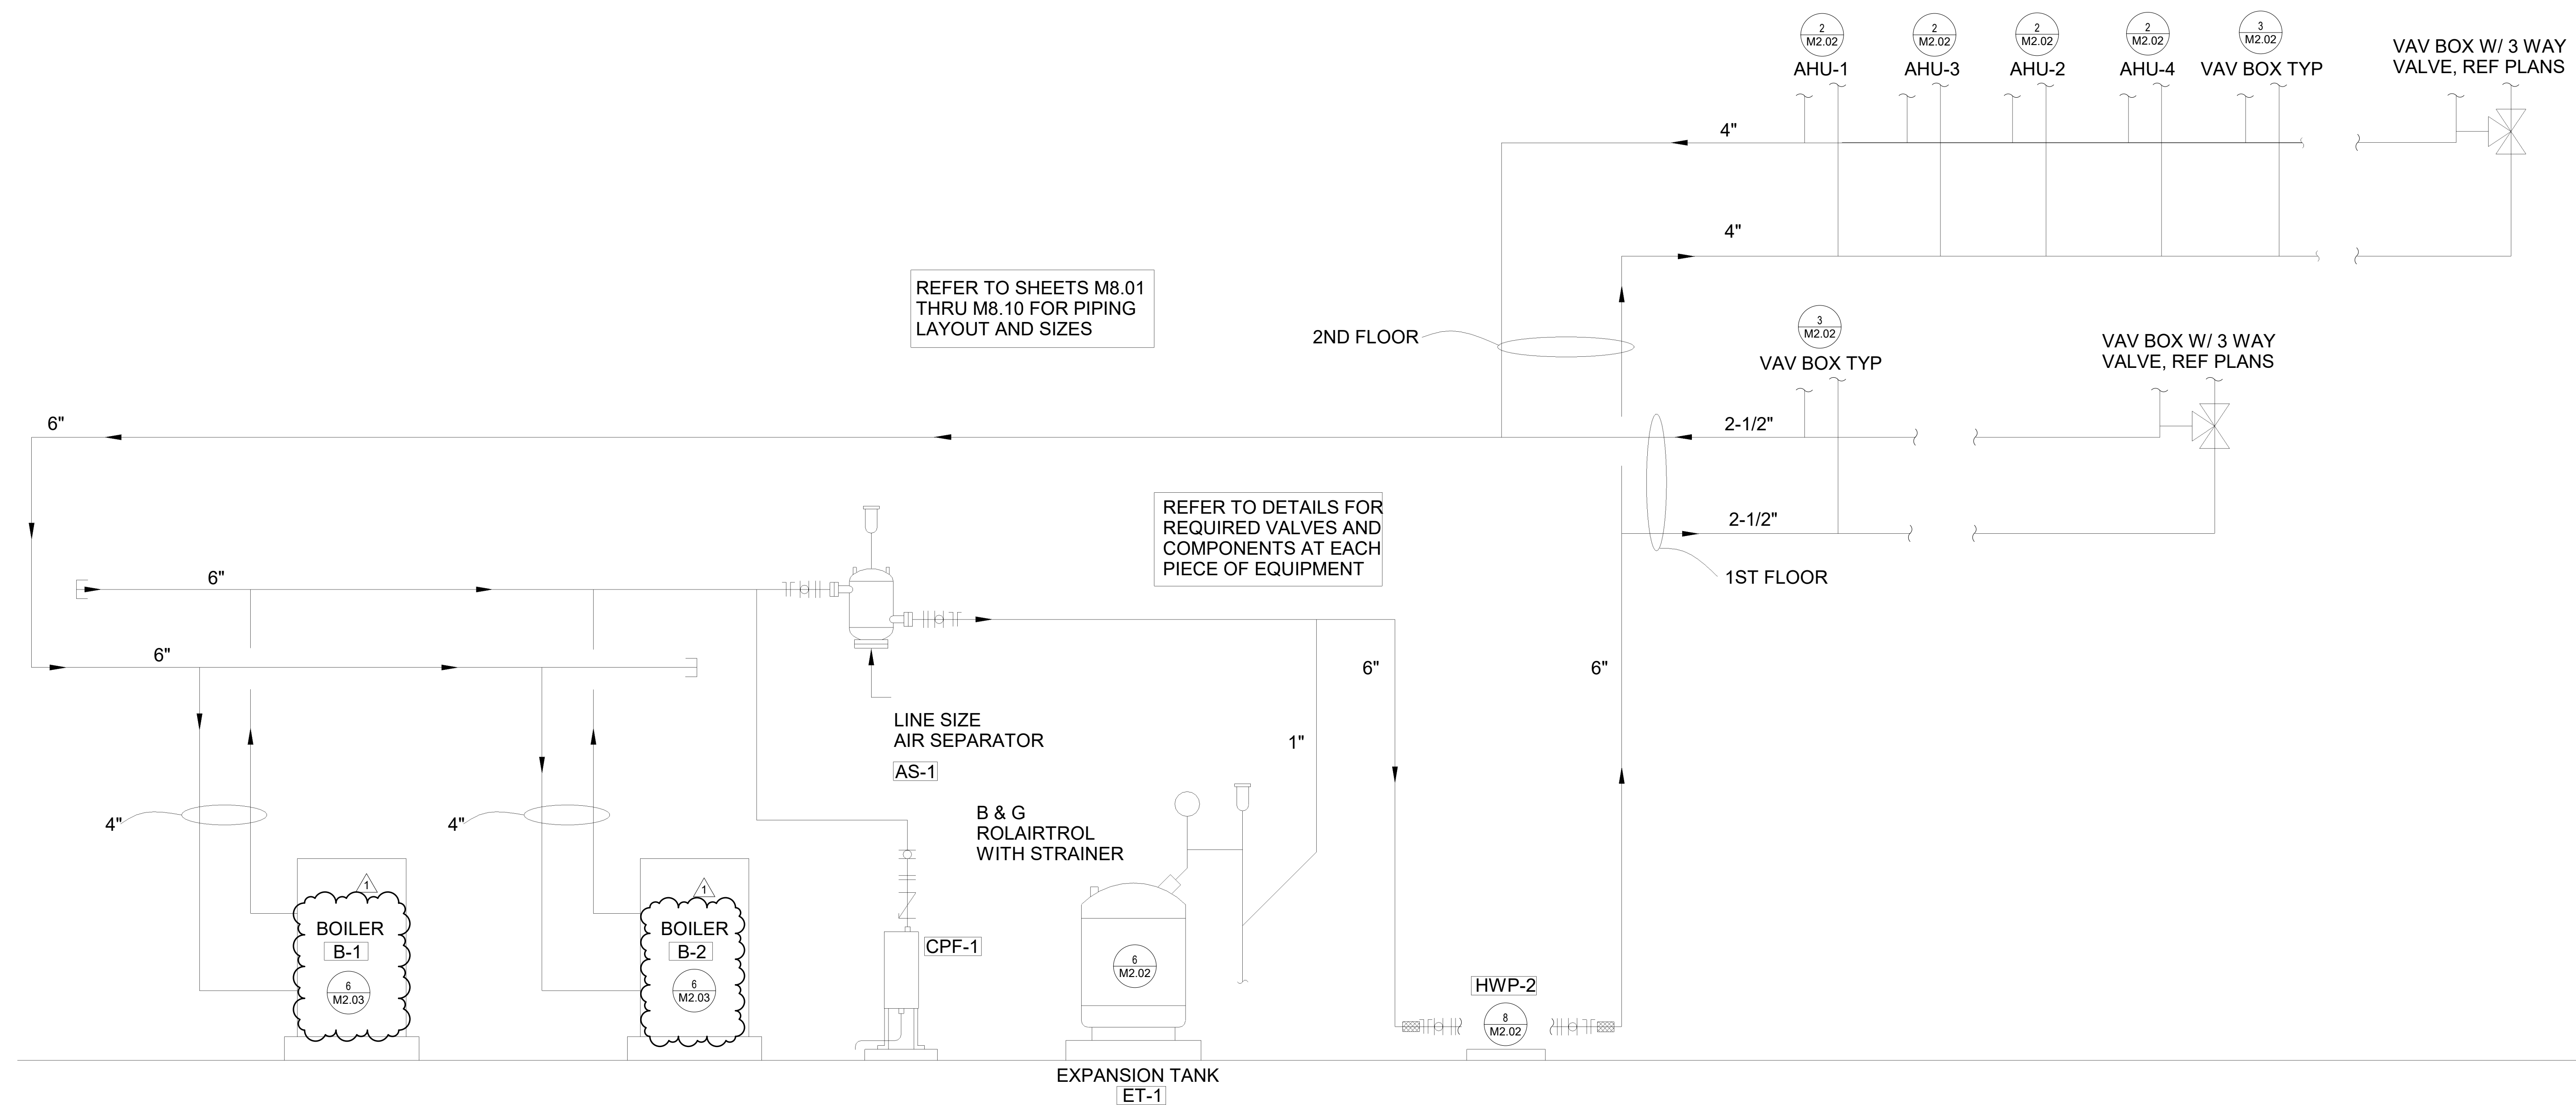 2
M2.02
AHU-1
2
M2.02
AHU-3
2
M2.02
AHU-2
2
M2.02
AHU-4
3
M2.02
VAV BOX TYP
VAV BOX W/ 3 WAY
VALVE, REF PLANS
4"
4"
REFER TO SHEETS M8.01
THRU M8.10 FOR PIPING
LAYOUT AND SIZES
2ND FLOOR
3
M2.02
VAV BOX TYP
VAV BOX W/ 3 WAY
VALVE, REF PLANS
6"
2-1/2"
2-1/2"
REFER TO DETAILS FOR
REQUIRED VALVES AND
COMPONENTS AT EACH
PIECE OF EQUIPMENT
1ST FLOOR
6"
6"
6"
6"
LINE SIZE
AIR SEPARATOR
AS-1
1"
B & G
ROLAIRTROL
WITH STRAINER
4"
4"
1
BOILER
B-1
6
M2.03
1
BOILER
B-2
6
M2.03
CPF-1
6
M2.02
HWP-2
8
M2.02
EXPANSION TANK
ET-1